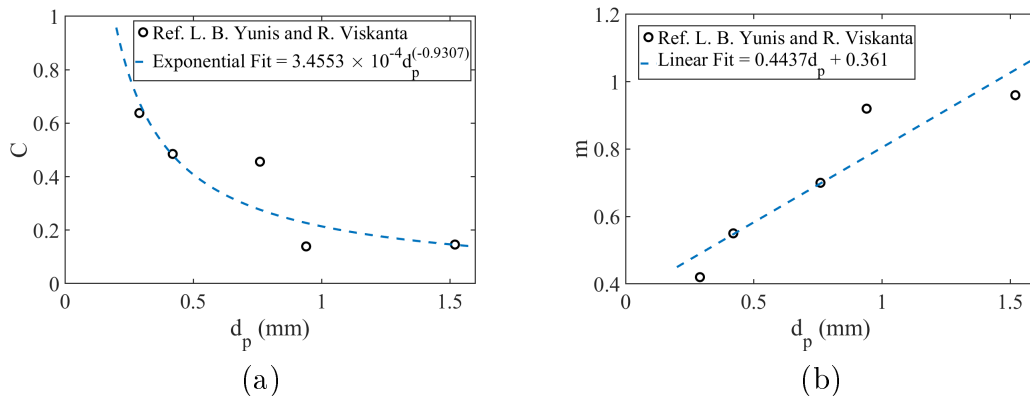 1
0.8
0.6
0.4
0.2
0
C
0
0.5
1
1.5
d_p (mm)
Ref. L. B. Yunis and R. Viskanta
Exponential Fit = 3.4553 × 10^-4 d_p^(-0.9307)
(a)
1.2
1
0.8
0.6
0.4
m
0
0.5
1
1.5
d_p (mm)
Ref. L. B. Yunis and R. Viskanta
Linear Fit = 0.4437d_p + 0.361
(b)